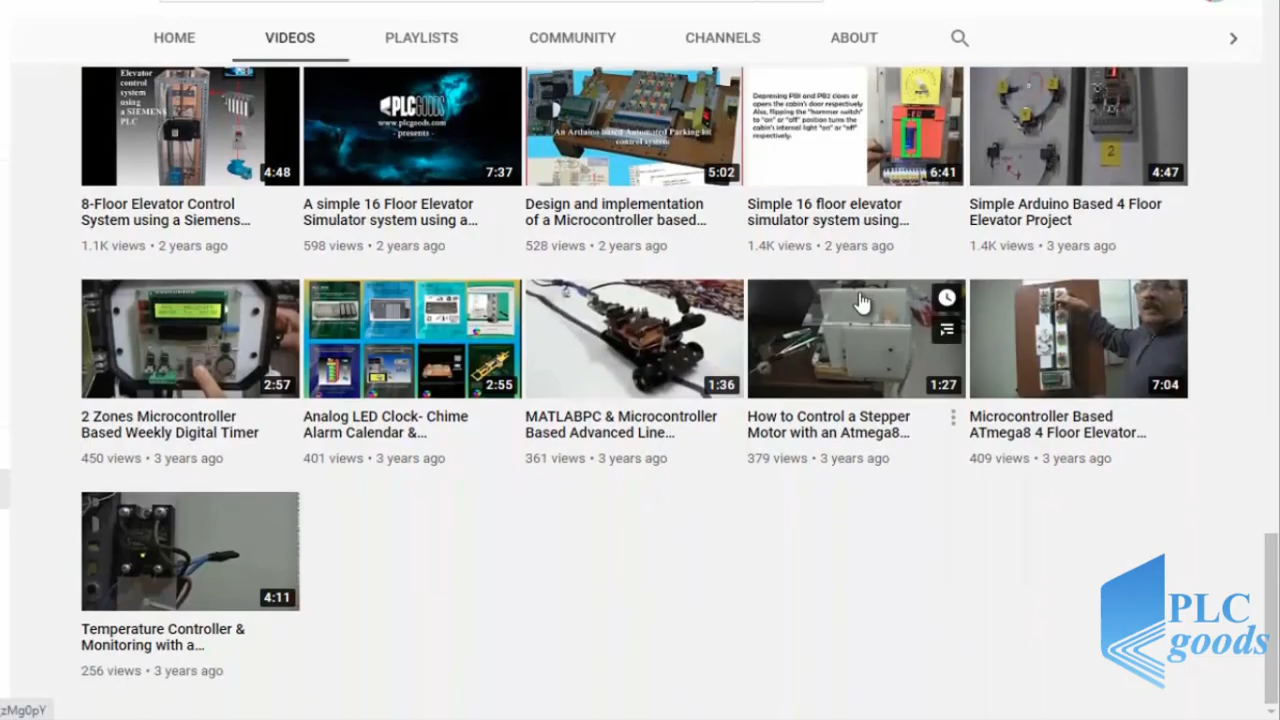 HOME VIDEOS PLAYLISTS COMMUNITY CHANNELS ABOUT
Elevator
control
system
using
a SIEMENS
PLC
4:48
PLCGOODS
www.plcgoods.com
- presents -
7:37
An Arduino based Automated Parking lot
control system
5:02
Depressing PB1 and PB2 closes or
opens the cabin's door respectively.
Also, flipping the "hammer switch"
to "on" or "off" position turns the
cabin's internal light "on" or "off"
respectively.
6:41
2
4:47
8-Floor Elevator Control
System using a Siemens...
1.1K views • 2 years ago
A simple 16 Floor Elevator
Simulator system using a...
598 views • 2 years ago
Design and implementation
of a Microcontroller based...
528 views • 2 years ago
Simple 16 floor elevator
simulator system using...
1.4K views • 2 years ago
Simple Arduino Based 4 Floor
Elevator Project
1.4K views • 3 years ago
2:57
2:55
1:36
1:27
7:04
2 Zones Microcontroller
Based Weekly Digital Timer
450 views • 3 years ago
Analog LED Clock- Chime
Alarm Calendar &...
401 views • 3 years ago
MATLABPC & Microcontroller
Based Advanced Line...
361 views • 3 years ago
How to Control a Stepper
Motor with an Atmega8...
379 views • 3 years ago
Microcontroller Based
ATmega8 4 Floor Elevator...
409 views • 3 years ago
4:11
Temperature Controller &
Monitoring with a...
256 views • 3 years ago
PLC
goods
zMg0pY